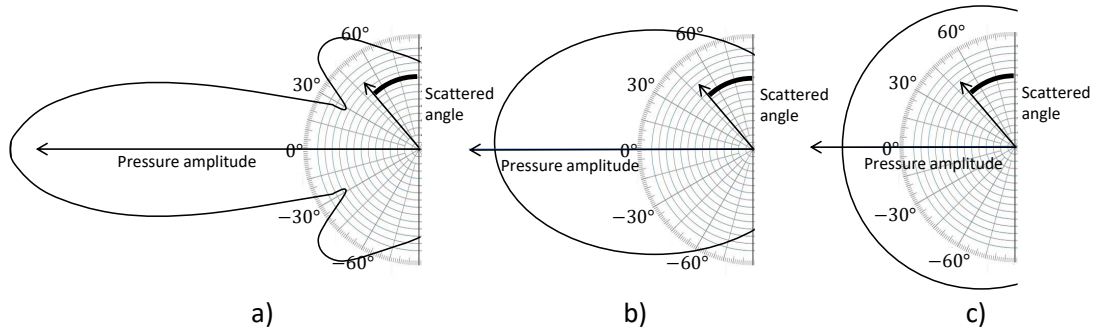 60°
30°
0°
−30°
−60°
Scattered
angle
Pressure amplitude
a)
60°
30°
0°
−30°
−60°
Scattered
angle
Pressure amplitude
b)
60°
30°
0°
−30°
−60°
Scattered
angle
Pressure amplitude
c)